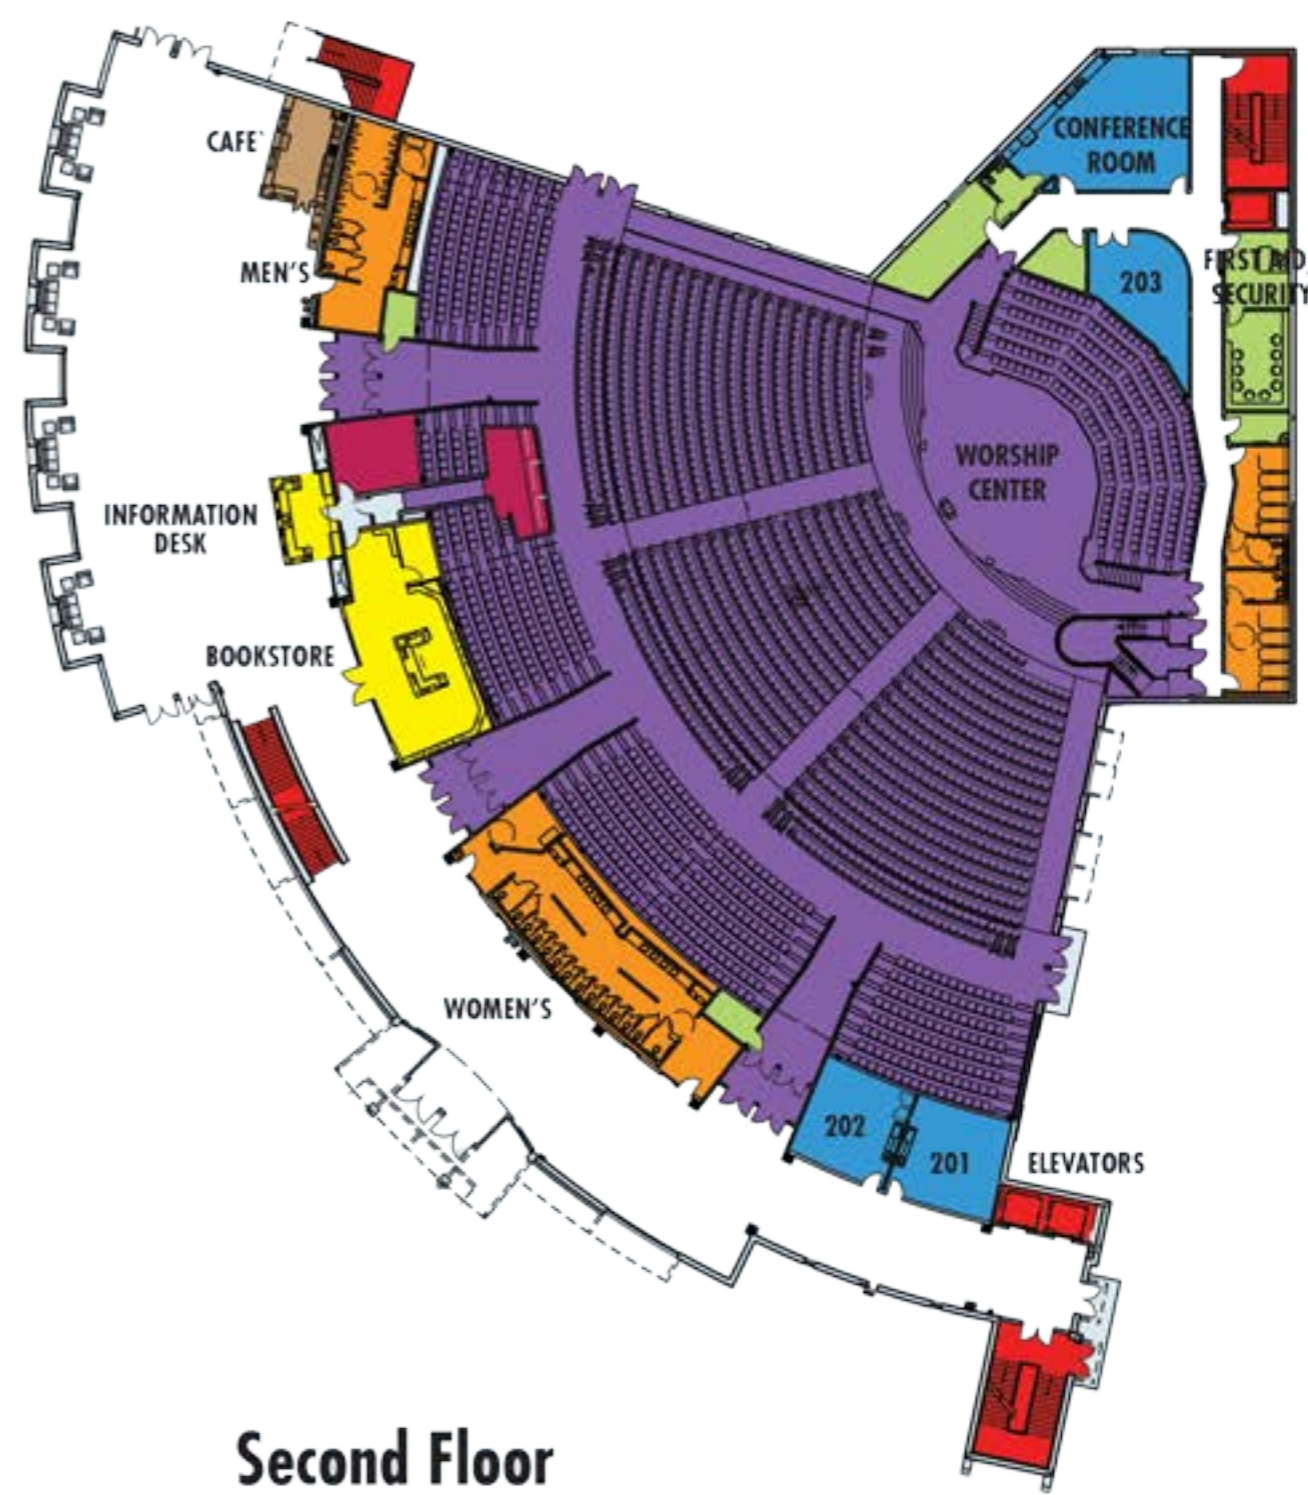 CAFE`
CONFERENCE
ROOM
MEN'S
203
FIRST AID,
SECURITY
WORSHIP
CENTER
INFORMATION
DESK
BOOKSTORE
WOMEN'S
202
201
ELEVATORS
Second Floor